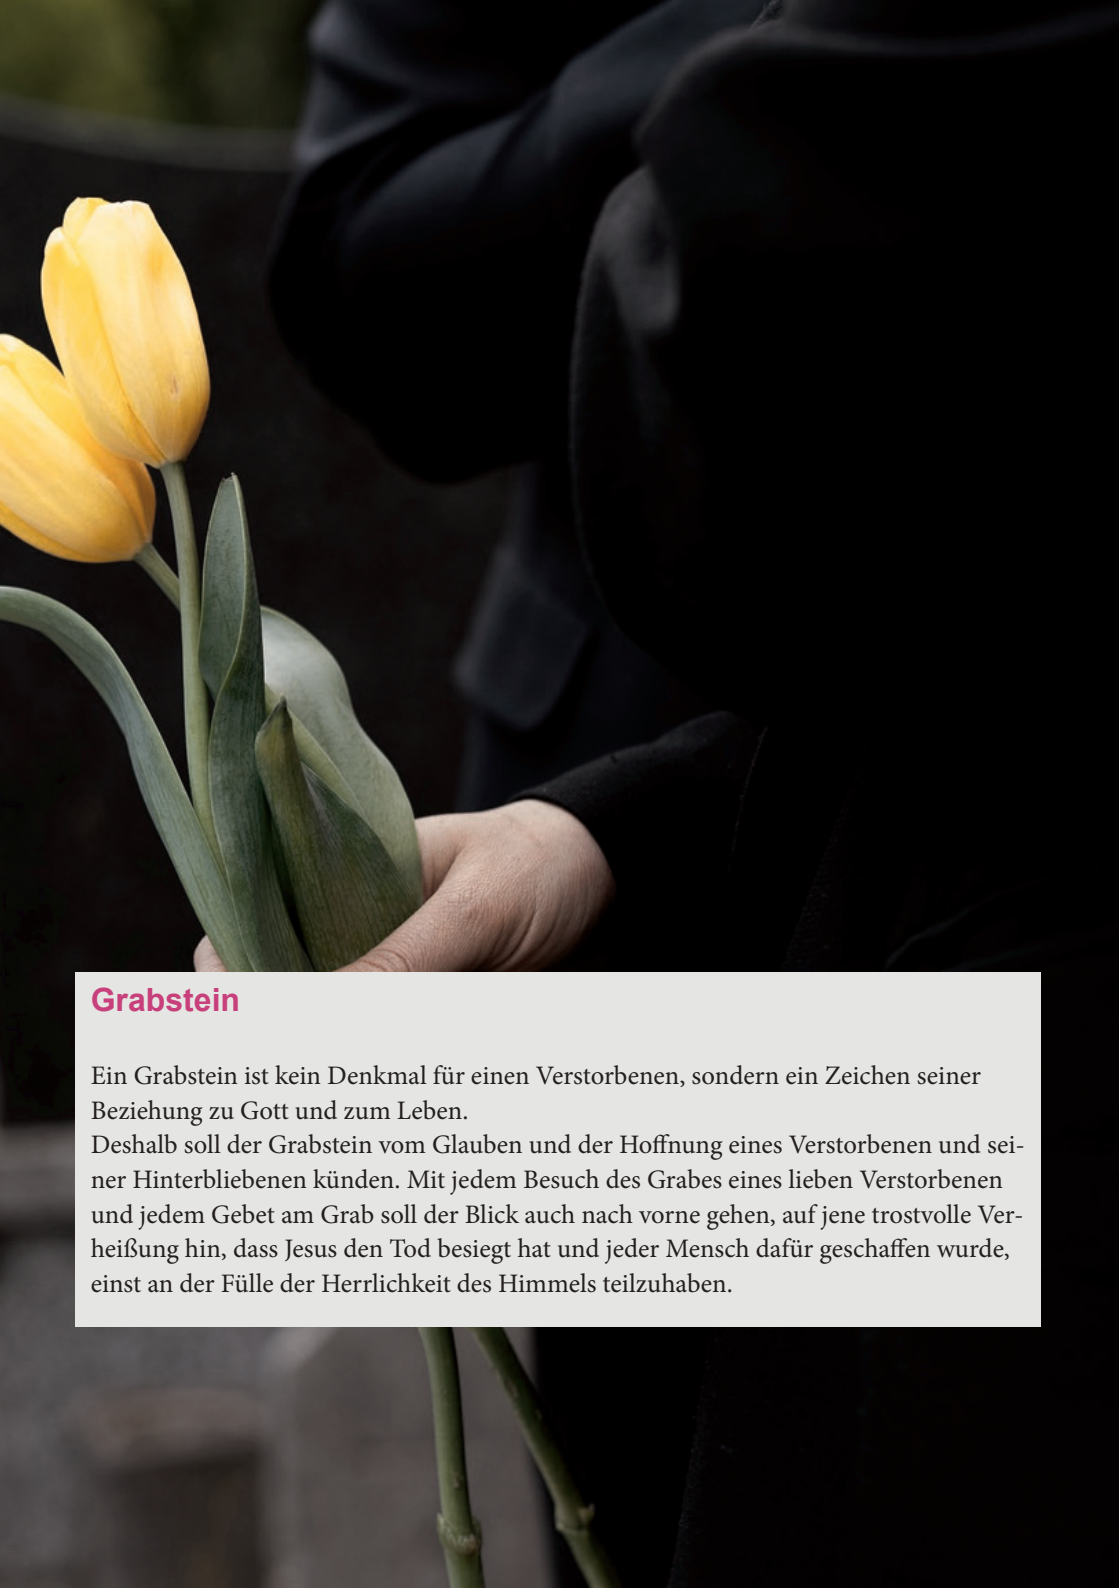 Grabstein
Ein Grabstein ist kein Denkmal für einen Verstorbenen, sondern ein Zeichen seiner
Beziehung zu Gott und zum Leben.
Deshalb soll der Grabstein vom Glauben und der Hoffnung eines Verstorbenen und sei-
ner Hinterbliebenen künden. Mit jedem Besuch des Grabes eines lieben Verstorbenen
und jedem Gebet am Grab soll der Blick auch nach vorne gehen, auf jene trostvolle Ver-
heißung hin, dass Jesus den Tod besiegt hat und jeder Mensch dafür geschaffen wurde,
einst an der Fülle der Herrlichkeit des Himmels teilzuhaben.